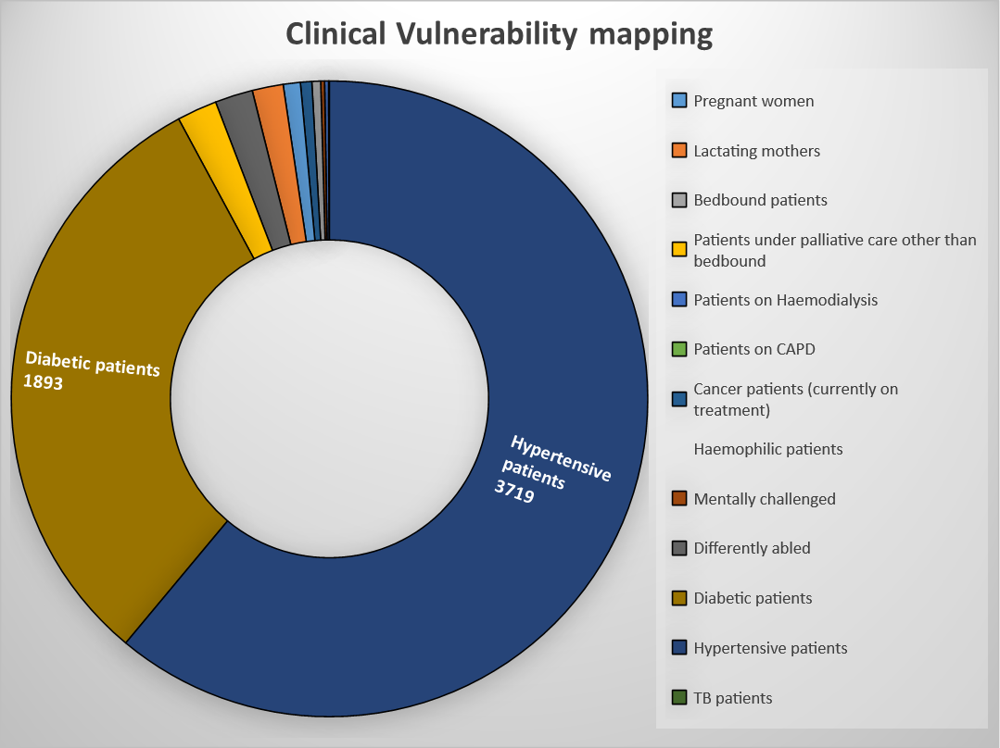 Clinical Vulnerability mapping
Diabetic patients
1893
Hypertensive
patients
3719
Pregnant women
Lactating mothers
Bedbound patients
Patients under palliative care other than
bedbound
Patients on Haemodialysis
Patients on CAPD
Cancer patients (currently on
treatment)
Haemophilic patients
Mentally challenged
Differently abled
Diabetic patients
Hypertensive patients
TB patients